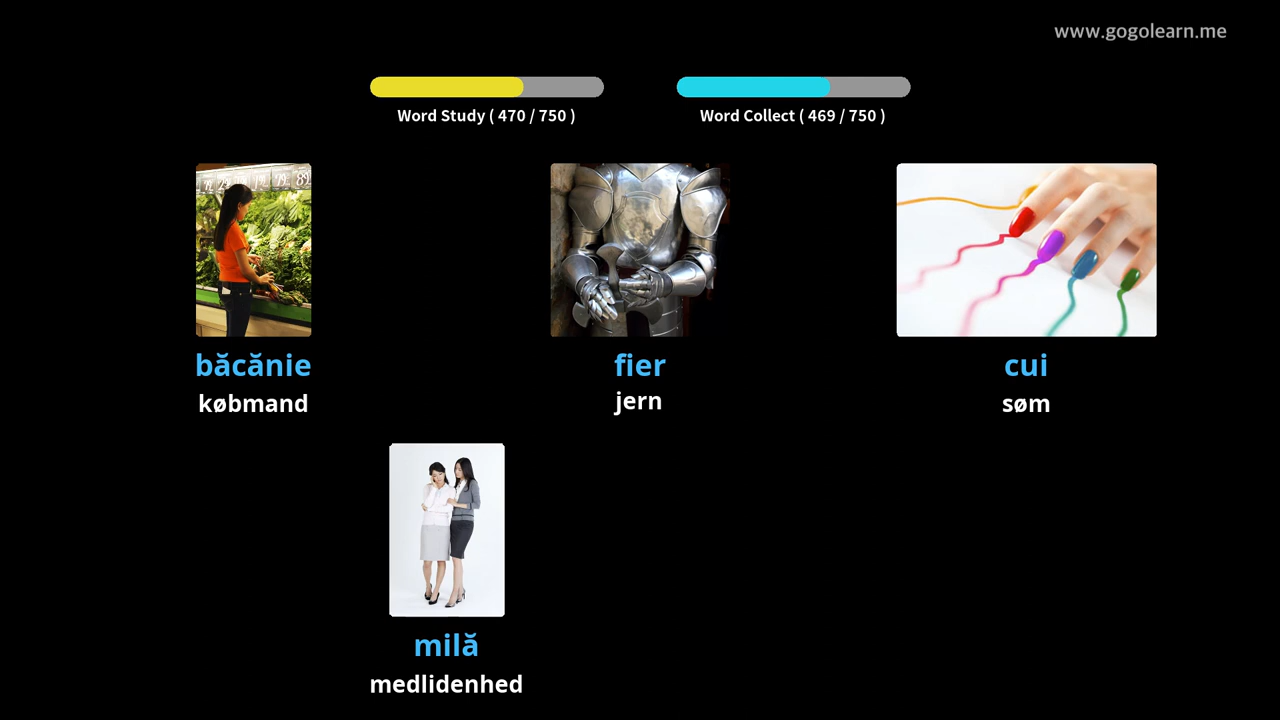 www.gogolearn.me
Word Study ( 470 / 750 )
Word Collect ( 469 / 750 )
băcănie
fier
cui
købmand
jern
søm
milă
medlidenhed